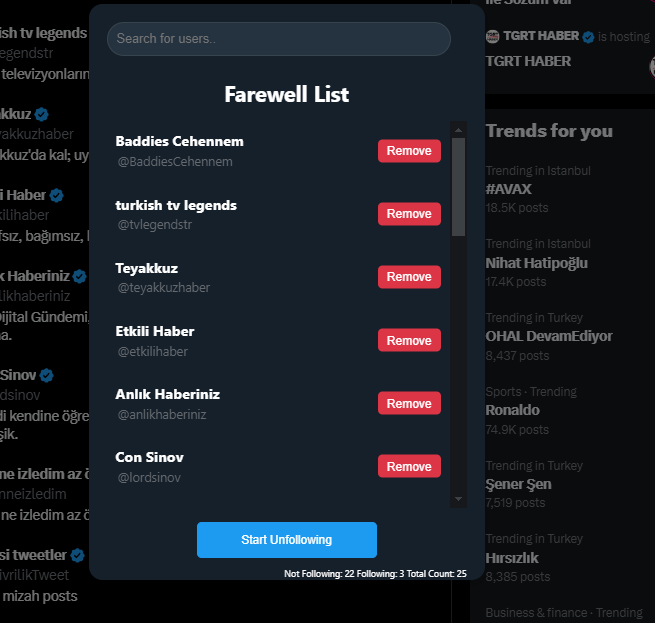 Search for users..
Farewell List
Baddies Cehennem
@BaddiesCehennem
Remove
turkish tv legends
@tvlegendstr
Remove
Teyakkuz
@teyakkuzhaber
Remove
Etkili Haber
@etkilihaber
Remove
Anlık Haberiniz
@anlikhaberiniz
Remove
Con Sinov
@lordsinov
Remove
Start Unfollowing
Not Following: 22 Following: 3 Total Count: 25
ish tv legends
egendstr
televizyonların
akkuz
yakkuzhaber
kkuz'da kal; uy
i Haber
kilihaber
fsız, bağımsız,
k Haberiniz
likhaberiniz
Dijital Gündemi,
na.
Sinov
rdsinov
di kendine öğre
şik.
ne izledim az ö
nneizledim
ne izledim az ö
si tweetler
ivrilikTweet
mizah posts
ile Sözüm Var
TGRT HABER is hosting
TGRT HABER
Trends for you
Trending in Istanbul
#AVAX
18.5K posts
Trending in Istanbul
Nihat Hatipoğlu
17.4K posts
Trending in Turkey
OHAL DevamEdiyor
8,437 posts
Sports · Trending
Ronaldo
74.9K posts
Trending in Turkey
Şener Şen
7,519 posts
Trending in Turkey
Hırsızlık
8,385 posts
Business & finance · Trending